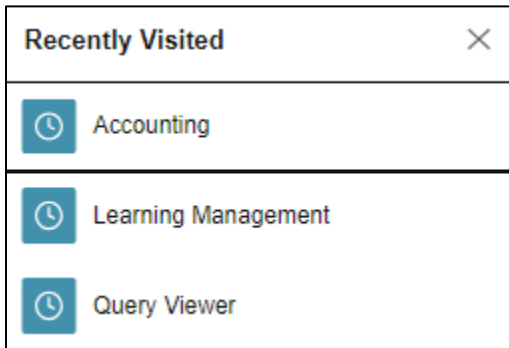 Recently Visited
Accounting
Learning Management
Query Viewer